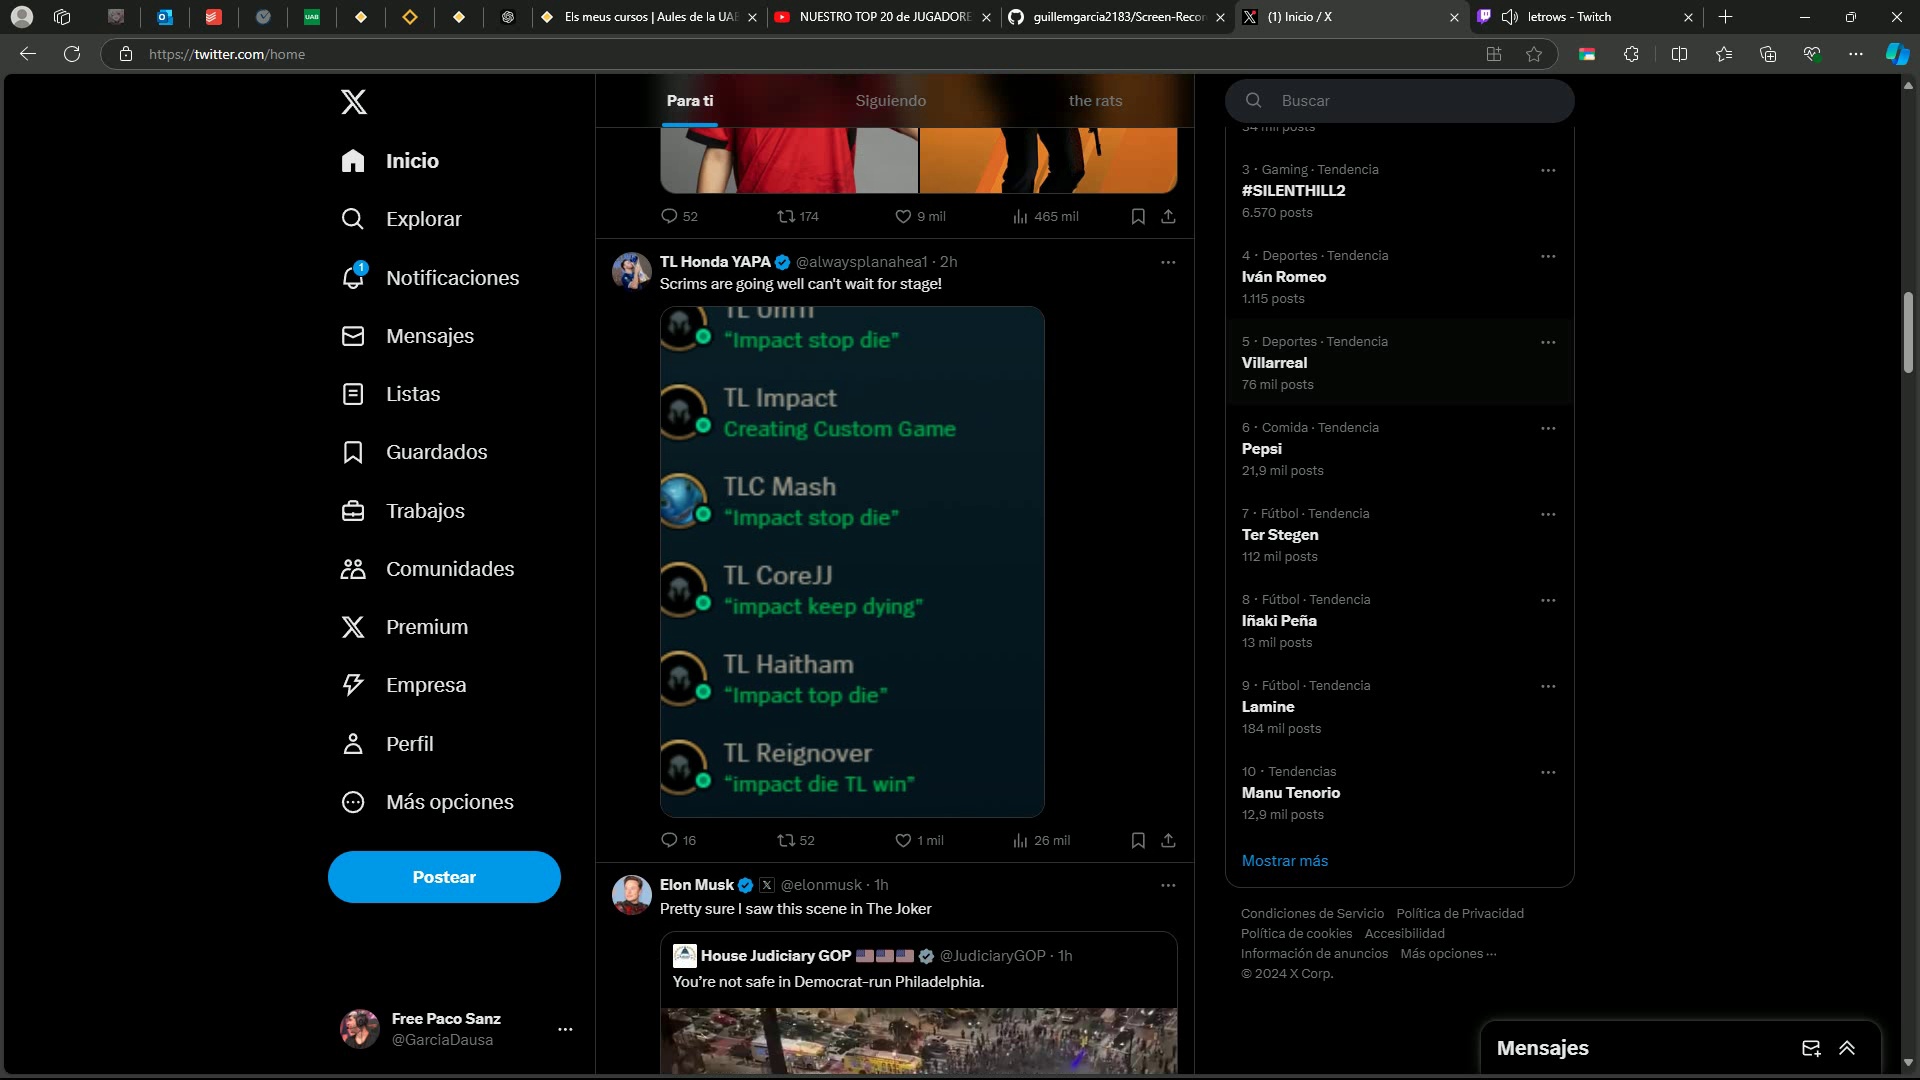 UAB
Els meus cursos | Aules de la UAB
NUESTRO TOP 20 de JUGADORE
guillemgarcia2183/Screen-Recor
(1) Inicio / X
letrows - Twitch
https://twitter.com/home
Inicio
Explorar
1
Notificaciones
Mensajes
Listas
Guardados
Trabajos
Comunidades
Premium
Empresa
Perfil
Más opciones
Postear
Free Paco Sanz
@GarciaDausa
Para ti
Siguiendo
the rats
52
174
9 mil
465 mil
TL Honda YAPA @alwaysplanahea1 · 2h
Scrims are going well can't wait for stage!
TL UmTi
“Impact stop die”
TL Impact
Creating Custom Game
TLC Mash
“Impact stop die”
TL CoreJJ
“impact keep dying”
TL Haitham
“Impact top die”
TL Reignover
“impact die TL win”
16
52
1 mil
26 mil
Elon Musk @elonmusk · 1h
Pretty sure I saw this scene in The Joker
House Judiciary GOP @JudiciaryGOP · 1h
You’re not safe in Democrat-run Philadelphia.
Buscar
34 mil posts
3 · Gaming · Tendencia
#SILENTHILL2
6.570 posts
4 · Deportes · Tendencia
Iván Romeo
1.115 posts
5 · Deportes · Tendencia
Villarreal
76 mil posts
6 · Comida · Tendencia
Pepsi
21,9 mil posts
7 · Fútbol · Tendencia
Ter Stegen
112 mil posts
8 · Fútbol · Tendencia
Iñaki Peña
13 mil posts
9 · Fútbol · Tendencia
Lamine
184 mil posts
10 · Tendencias
Manu Tenorio
12,9 mil posts
Mostrar más
Condiciones de Servicio Política de Privacidad
Política de cookies Accesibilidad
Información de anuncios Más opciones ···
© 2024 X Corp.
Mensajes